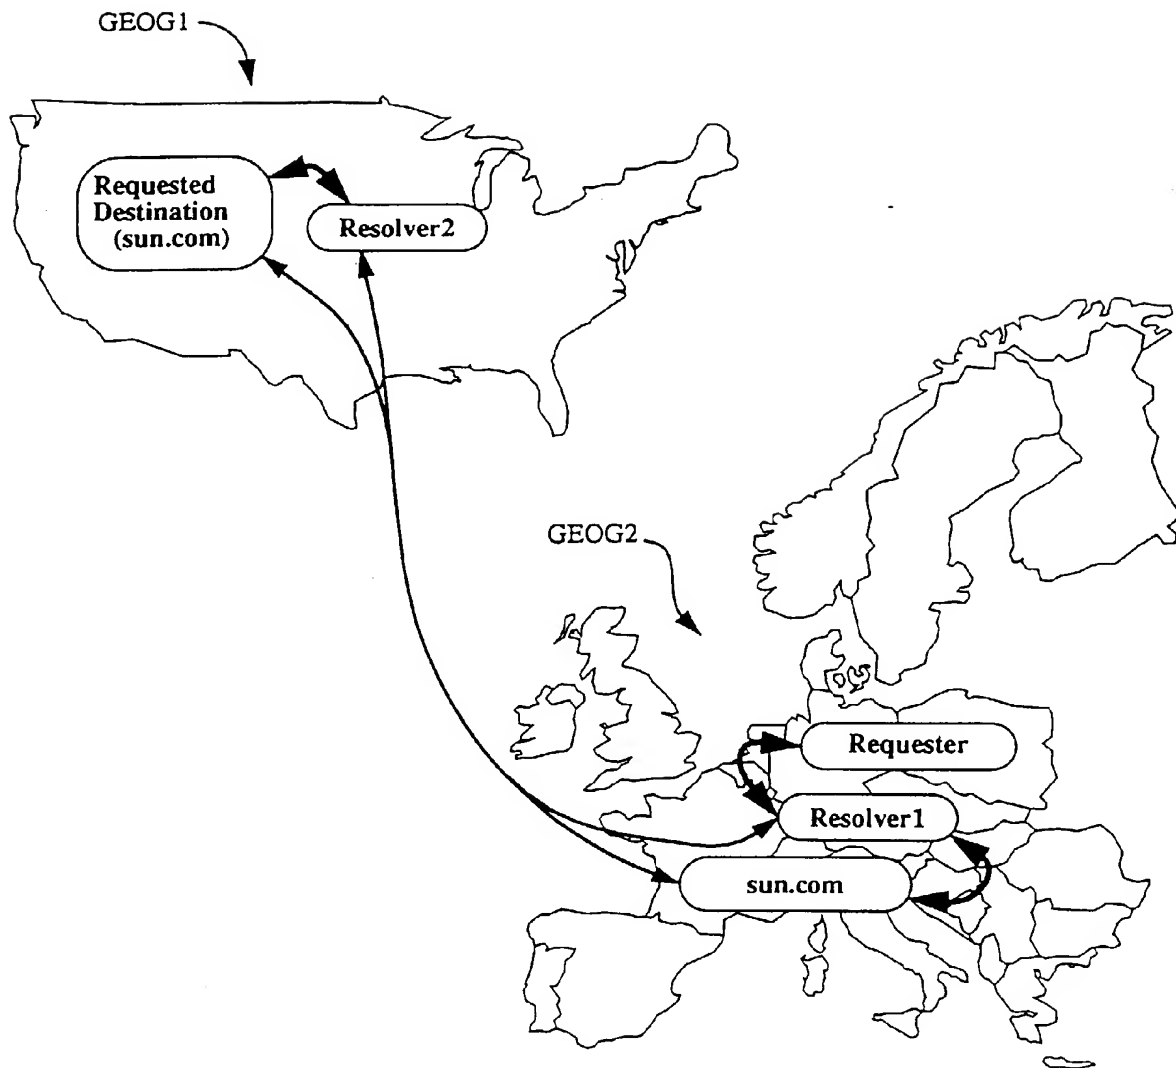 GEOG1
Requested
Destination
(sun.com)
Resolver2
GEOG2
Requester
Resolver1
sun.com